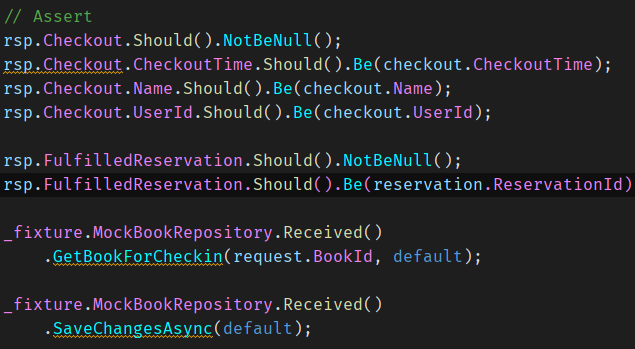 // Assert
rsp.Checkout.Should().NotBeNull();
rsp.Checkout.CheckoutTime.Should().Be(checkout.CheckoutTime);
rsp.Checkout.Name.Should().Be(checkout.Name);
rsp.Checkout.UserId.Should().Be(checkout.UserId);
rsp.FulfilledReservation.Should().NotBeNull();
rsp.FulfilledReservation.Should().Be(reservation.ReservationId)
_fixture.MockBookRepository.Received()
.GetBookForCheckin(request.BookId, default);
_fixture.MockBookRepository.Received()
.SaveChangesAsync(default);